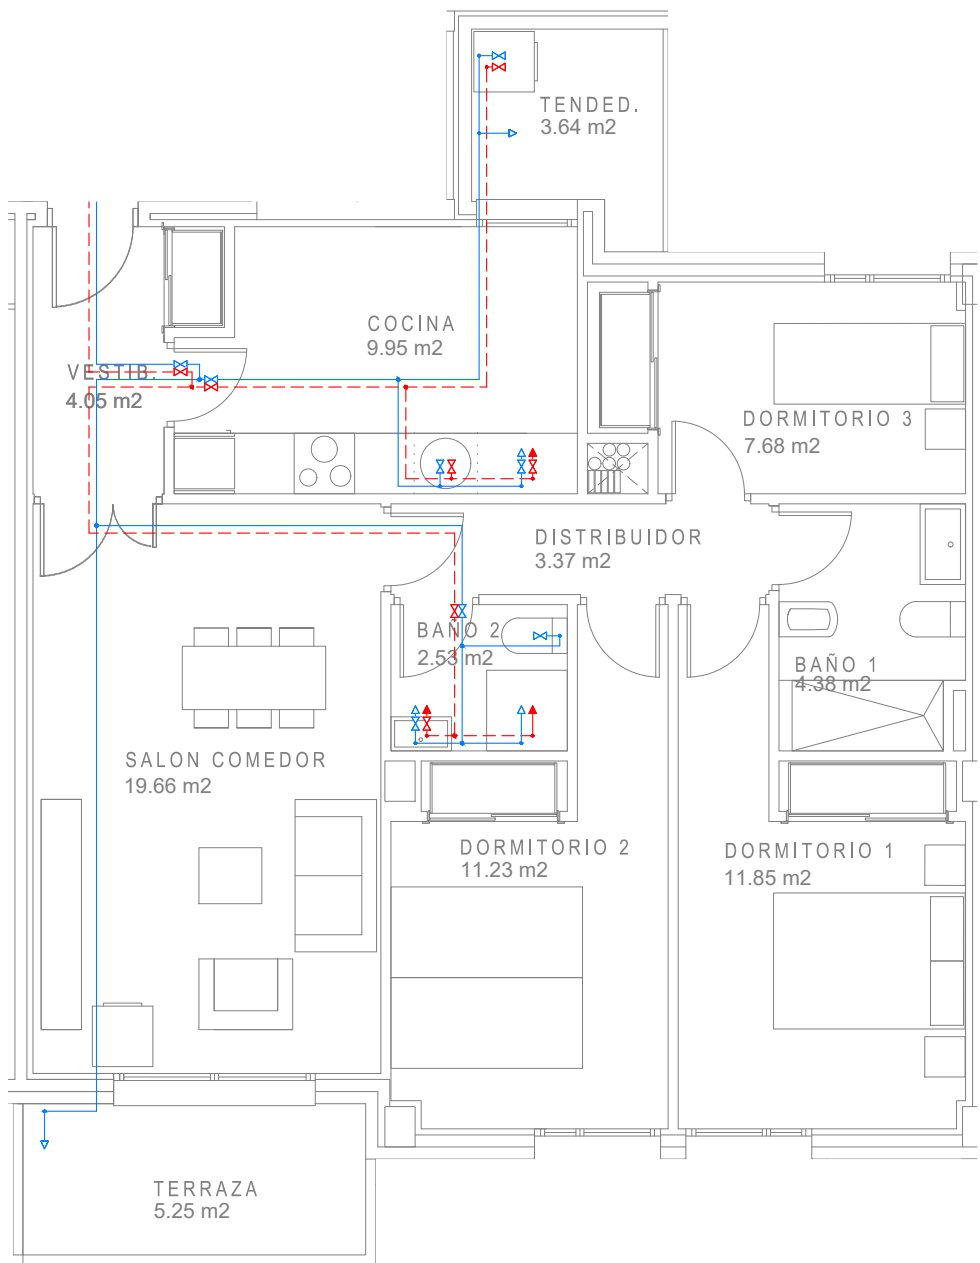 TENDED.
3.64 m2
COCINA
9.95 m2
VESTIB.
4.05 m2
DORMITORIO 3
7.68 m2
DISTRIBUIDOR
3.37 m2
BAÑO 2
2.53 m2
BAÑO 1
4.38 m2
SALON COMEDOR
19.66 m2
DORMITORIO 2
11.23 m2
DORMITORIO 1
11.85 m2
TERRAZA
5.25 m2